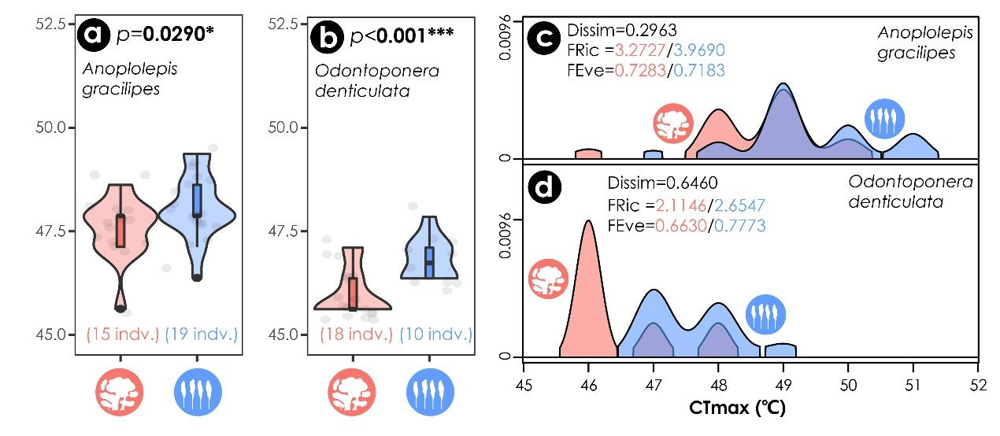 52.5
50.0
47.5
45.0
a p=0.0290*
Anoplolepis
gracilipes
(15 indv.) (19 indv.)
52.5
50.0
47.5
45.0
b p<0.001***
Odontoponera
denticulata
(18 indv.) (10 indv.)
0.009%
0
c
Dissim=0.2963
FRic =3.2727/3.9690
FEve=0.7283/0.7183
Anoplolepis
gracilipes
0.009%
0
d
Dissim=0.6460
FRic =2.1146/2.6547
FEve=0.6630/0.7773
Odontoponera
denticulata
45 46 47 48 49 50 51 52
CTmax (℃)